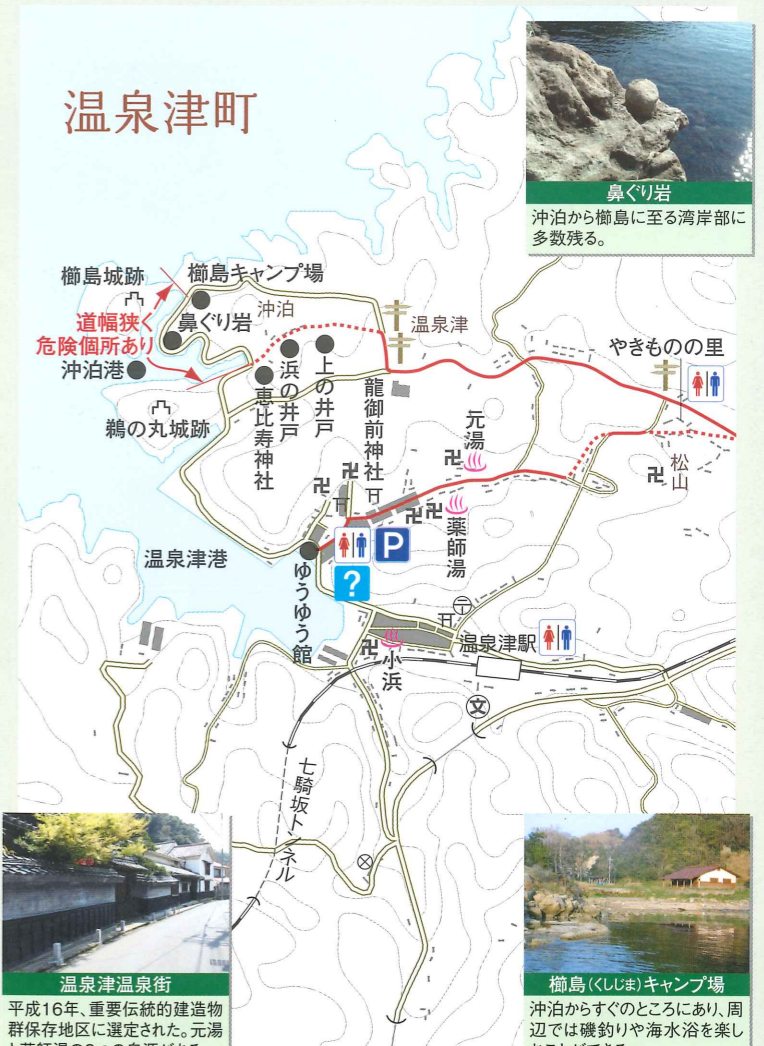 温泉津町
鼻ぐり岩
沖泊から櫛島に至る湾岸部に
多数残る。
櫛島城跡
櫛島キャンプ場
道幅狭く
危険個所あり
鼻ぐり岩
沖泊
沖泊港
鵜の丸城跡
恵比寿神社
浜の井戸
上の井戸
温泉津
龍御前神社
やきものの里
元湯
松山
薬師湯
P
?
温泉津港
ゆうゆう館
〒
温泉津駅
小浜
文
七騎坂トンネル
温泉津温泉街
平成16年、重要伝統的建造物
群保存地区に選定された。元湯
櫛島(くしじま)キャンプ場
沖泊からすぐのところにあり、周
辺では磯釣りや海水浴を楽し